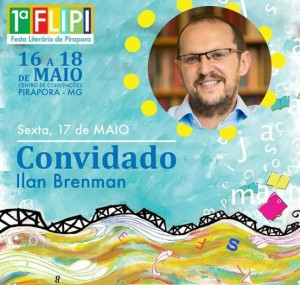 1ª FLIPI
Festa Literária de Pirapora
16 A 18
DE MAIO
CENTRO DE CONVENÇÕES
PIRAPORA - MG
Sexta, 17 de MAIO
Convidado
Ilan Brenman